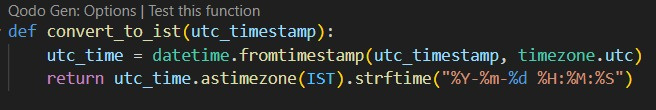 Qodo Gen: Options | Test this function
def convert_to_ist(utc_timestamp):
    utc_time = datetime.fromtimestamp(utc_timestamp, timezone.utc)
    return utc_time.astimezone(IST).strftime("%Y-%m-%d %H:%M:%S")